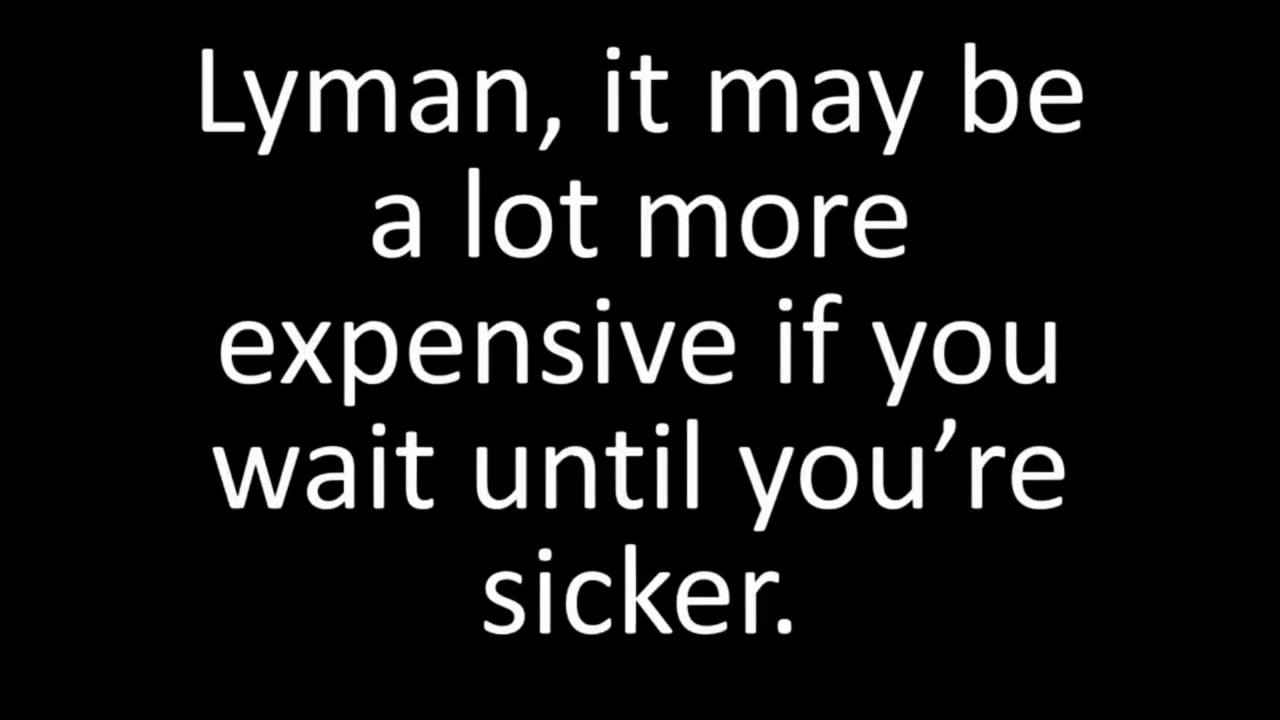 Lyman, it may be
a lot more
expensive if you
wait until you’re
sicker.